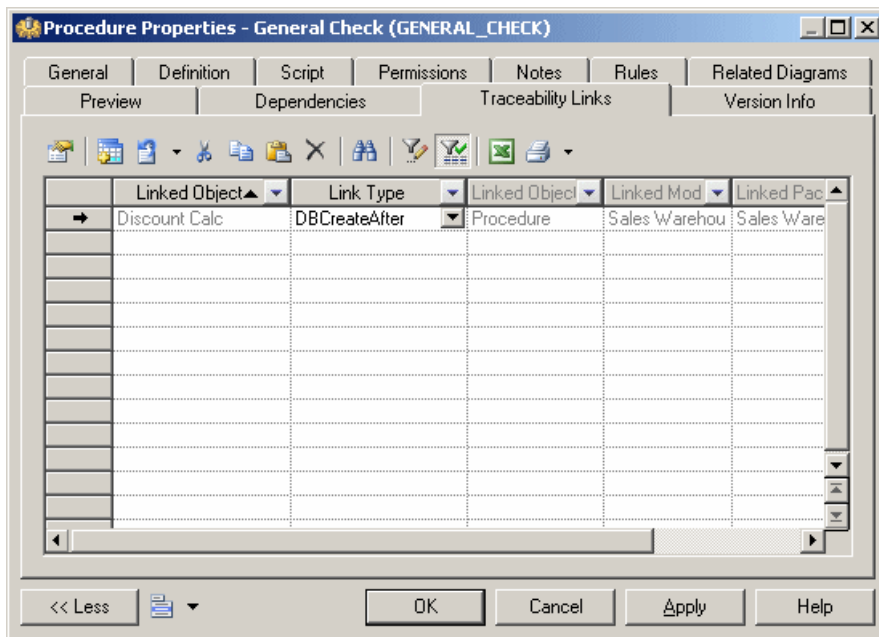 Procedure Properties - General Check (GENERAL_CHECK)
General Definition Script Permissions Notes Rules Related Diagrams
Preview Dependencies Traceability Links Version Info
Linked Object Link Type Linked Object Linked Mod Linked Pac
Discount Calc DBCreateAfter Procedure Sales Warehou Sales Ware
<< Less OK Cancel Apply Help